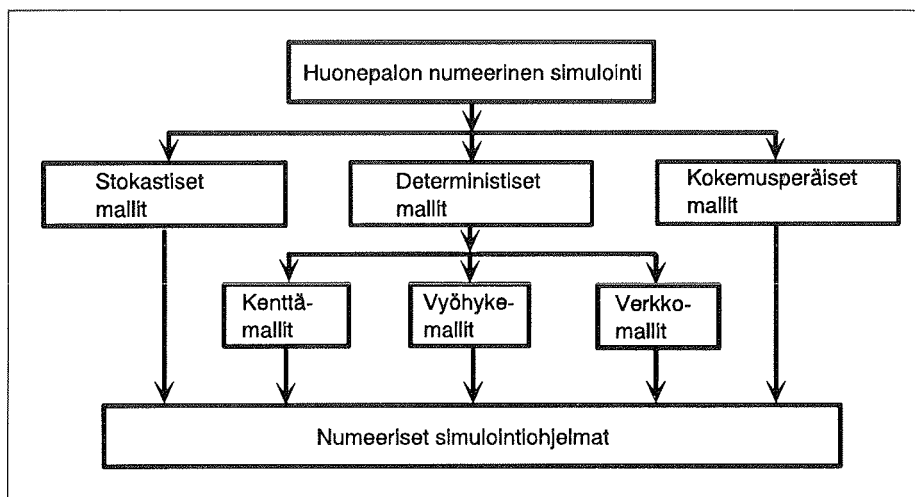 Huonepalon numeerinen simulointi
Stokastiset
mallit
Deterministiset
mallit
Kokemusperäiset
mallit
Kenttä-
mallit
Vyöhyke-
mallit
Verkko-
mallit
Numeeriset simulointiohjelmat